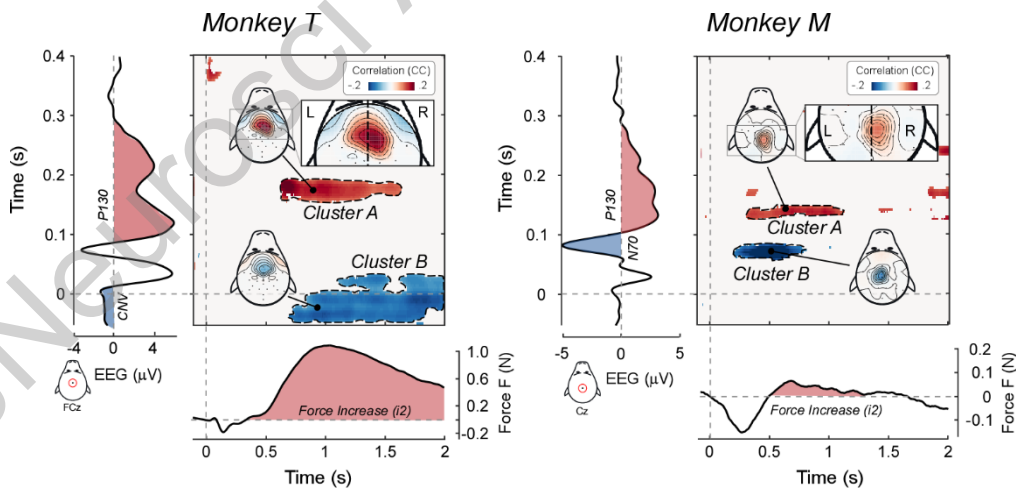 Monkey T
Monkey M
0.4
0.3
0.2
0.1
0
Time (s)
P130
CNV
-4
0
4
EEG (μV)
FCz
Correlation (CC)
-.2
.2
L
R
Cluster A
Cluster B
Force Increase (i2)
1.0
0.6
0.2
-0.2
Force F (N)
0
0.5
1
1.5
2
Time (s)
0.4
0.3
0.2
0.1
0
Time (s)
P130
N70
-5
0
5
EEG (μV)
Cz
Correlation (CC)
-.2
.2
L
R
Cluster A
Cluster B
Force Increase (i2)
0.2
0.1
0
-0.1
Force F (N)
0
0.5
1
1.5
2
Time (s)
Neurosci A